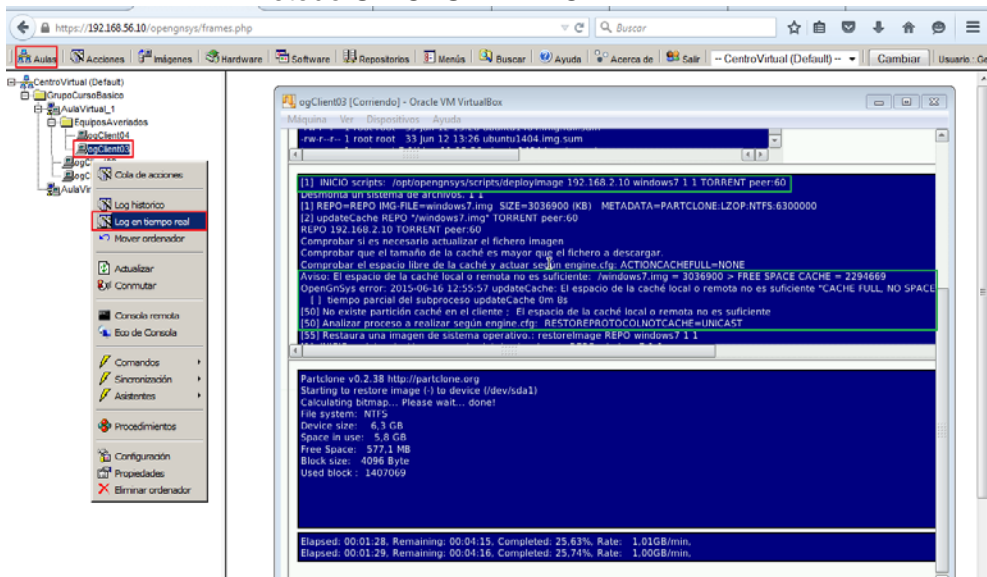 https://192.168.56.10/opengnsys/frames.php
Buscar
Aulas Acciones Imágenes Hardware Software Repositorios Menús Buscar Ayuda Acerca de Salir -- CentroVirtual (Default) -- Cambiar Usuario.: Ge
CentroVirtual (Default)
GrupoCursoBasico
AulaVirtual_1
EquiposAveriados
ogClient04
ogClient03
AulaVir
Cola de acciones
Log historico
Log en tiempo real
Mover ordenador
Actualizar
Conmutar
Consola remota
Eco de Consola
Comandos
Sincronización
Asistentes
Procedimientos
Configuración
Propiedades
Eliminar ordenador
ogClient03 [Corriendo] - Oracle VM VirtualBox
Máquina Ver Dispositivos Ayuda
-rw-r--r-- 1 root root 33 jun 12 13:26 ubuntu1404.img.sum
[1] INICIO scripts: /opt/opengnsys/scripts/deployImage 192.168.2.10 windows7 1 1 TORRENT peer:60
Desmonta un sistema de archivos. 1 1
[1] REPO=REPO IMG-FILE=windows7.img SIZE=3036900 (KB) METADATA=PARTCLONE:LZOP:NTFS:6300000
[2] updateCache REPO "/windows7.img" TORRENT peer:60
REPO 192.168.2.10 TORRENT peer:60
Comprobar si es necesario actualizar el fichero imagen
Comprobar que el tamaño de la caché es mayor que el fichero a descargar.
Comprobar el espacio libre de la caché y actuar según engine.cfg: ACTIONCACHEFULL=NONE
Aviso: El espacio de la caché local o remota no es suficiente: /windows7.img = 3036900 > FREE SPACE CACHE = 2294669
OpenGnSys error: 2015-06-16 12:55:57 updateCache: El espacio de la caché local o remota no es suficiente "CACHE FULL, NO SPACE
[ ] tiempo parcial del subproceso updateCache 0m 8s
[50] No existe partición caché en el cliente ; El espacio de la caché local o remota no es suficiente
[50] Analizar proceso a realizar según engine.cfg: RESTOREPROTOCOLNOTCACHE=UNICAST
[55] Restaura una imagen de sistema operativo.: restoreImage REPO windows7 1 1
Partclone v0.2.38 http://partclone.org
Starting to restore image (-) to device (/dev/sda1)
Calculating bitmap... Please wait... done!
File system: NTFS
Device size: 6,3 GB
Space in use: 5,8 GB
Free Space: 577,1 MB
Block size: 4096 Byte
Used block : 1407069
Elapsed: 00:01:28, Remaining: 00:04:15, Completed: 25,63%, Rate: 1.01GB/min,
Elapsed: 00:01:29, Remaining: 00:04:16, Completed: 25,74%, Rate: 1.00GB/min,